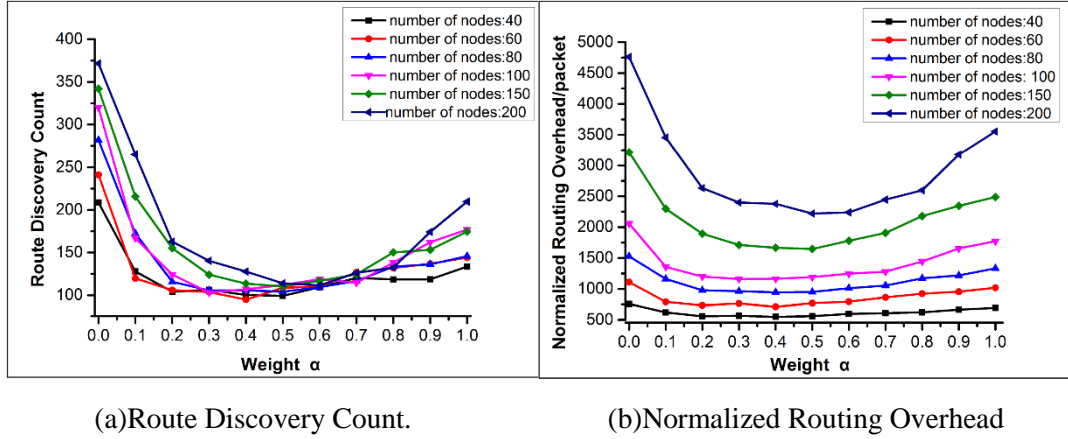 400
350
300
250
200
150
100
Route Discovery Count
0.0 0.1 0.2 0.3 0.4 0.5 0.6 0.7 0.8 0.9 1.0
Weight α
number of nodes:40
number of nodes:60
number of nodes:80
number of nodes:100
number of nodes:150
number of nodes:200
5000
4500
4000
3500
3000
2500
2000
1500
1000
500
Normalized Routing Overhead/packet
0.0 0.1 0.2 0.3 0.4 0.5 0.6 0.7 0.8 0.9 1.0
Weight α
number of nodes:40
number of nodes:60
number of nodes:80
number of nodes: 100
number of nodes:150
number of nodes:200
(a)Route Discovery Count.
(b)Normalized Routing Overhead